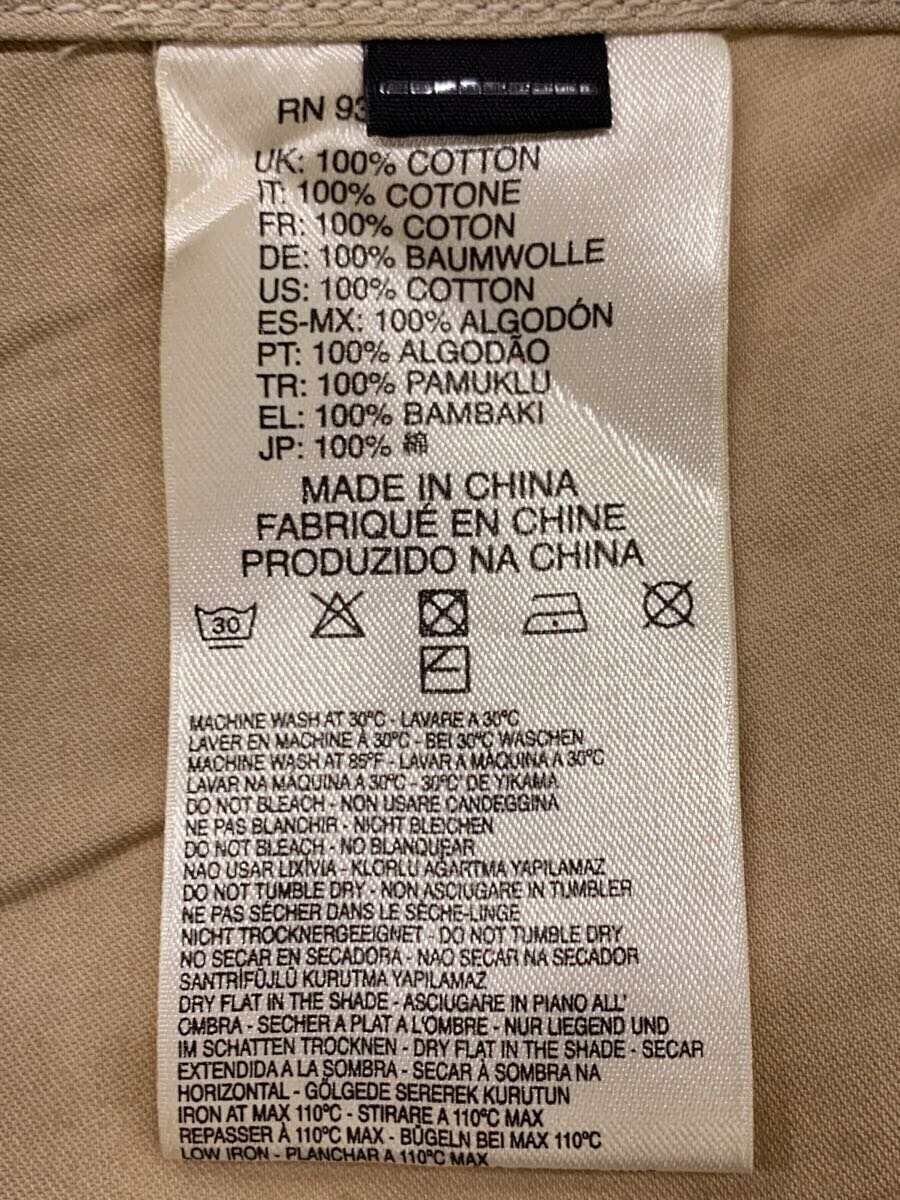 RN 93
UK: 100% COTTON
IT: 100% COTONE
FR: 100% COTON
DE: 100% BAUMWOLLE
US: 100% COTTON
ES-MX: 100% ALGODÓN
PT: 100% ALGODÃO
TR: 100% PAMUKLU
EL: 100% BAMBAKI
JP: 100% 綿
MADE IN CHINA
FABRIQUÉ EN CHINE
PRODUZIDO NA CHINA
30
MACHINE WASH AT 30°C - LAVARE A 30°C
LAVER EN MACHINE À 30°C - BEI 30°C WASCHEN
MACHINE WASH AT 85°F - LAVAR A MÁQUINA A 30°C
LAVAR NA MAQUINA A 30°C - 30°C' DE YIKAMA
DO NOT BLEACH - NON USARE CANDEGGINA
NE PAS BLANCHIR - NICHT BLEICHEN
DO NOT BLEACH - NO BLANQUEAR
NAO USAR LIXÍVIA - KLORLU AĞARTMA YAPILAMAZ
DO NOT TUMBLE DRY - NON ASCIUGARE IN TUMBLER
NE PAS SÉCHER DANS LE SÈCHE-LINGE
NICHT TROCKNERGEEIGNET - DO NOT TUMBLE DRY
NO SECAR EN SECADORA - NAO SECAR NA SECADOR
SANTRİFÜJLÜ KURUTMA YAPILAMAZ
DRY FLAT IN THE SHADE - ASCIUGARE IN PIANO ALL'
OMBRA - SECHER A PLAT A L'OMBRE - NUR LIEGEND UND
IM SCHATTEN TROCKNEN - DRY FLAT IN THE SHADE - SECAR
EXTENDIDA A LA SOMBRA - SECAR À SOMBRA NA
HORIZONTAL - GÖLGEDE SEREREK KURUTUN
IRON AT MAX 110°C - STIRARE A 110°C MAX
REPASSER À 110°C MAX - BÜGELN BEI MAX 110°C
LOW IRON - PLANCHAR A 110°C MAX